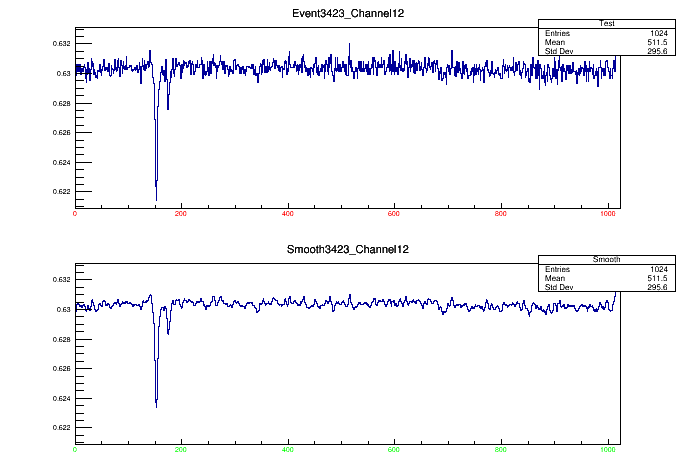 Event3423_Channel12
Test
Entries 1024
Mean 511.5
Std Dev 295.6
0.632
0.63
0.628
0.626
0.624
0.622
0 200 400 600 800 1000
Smooth3423_Channel12
Smooth
Entries 1024
Mean 511.5
Std Dev 295.6
0.632
0.63
0.628
0.626
0.624
0.622
0 200 400 600 800 1000